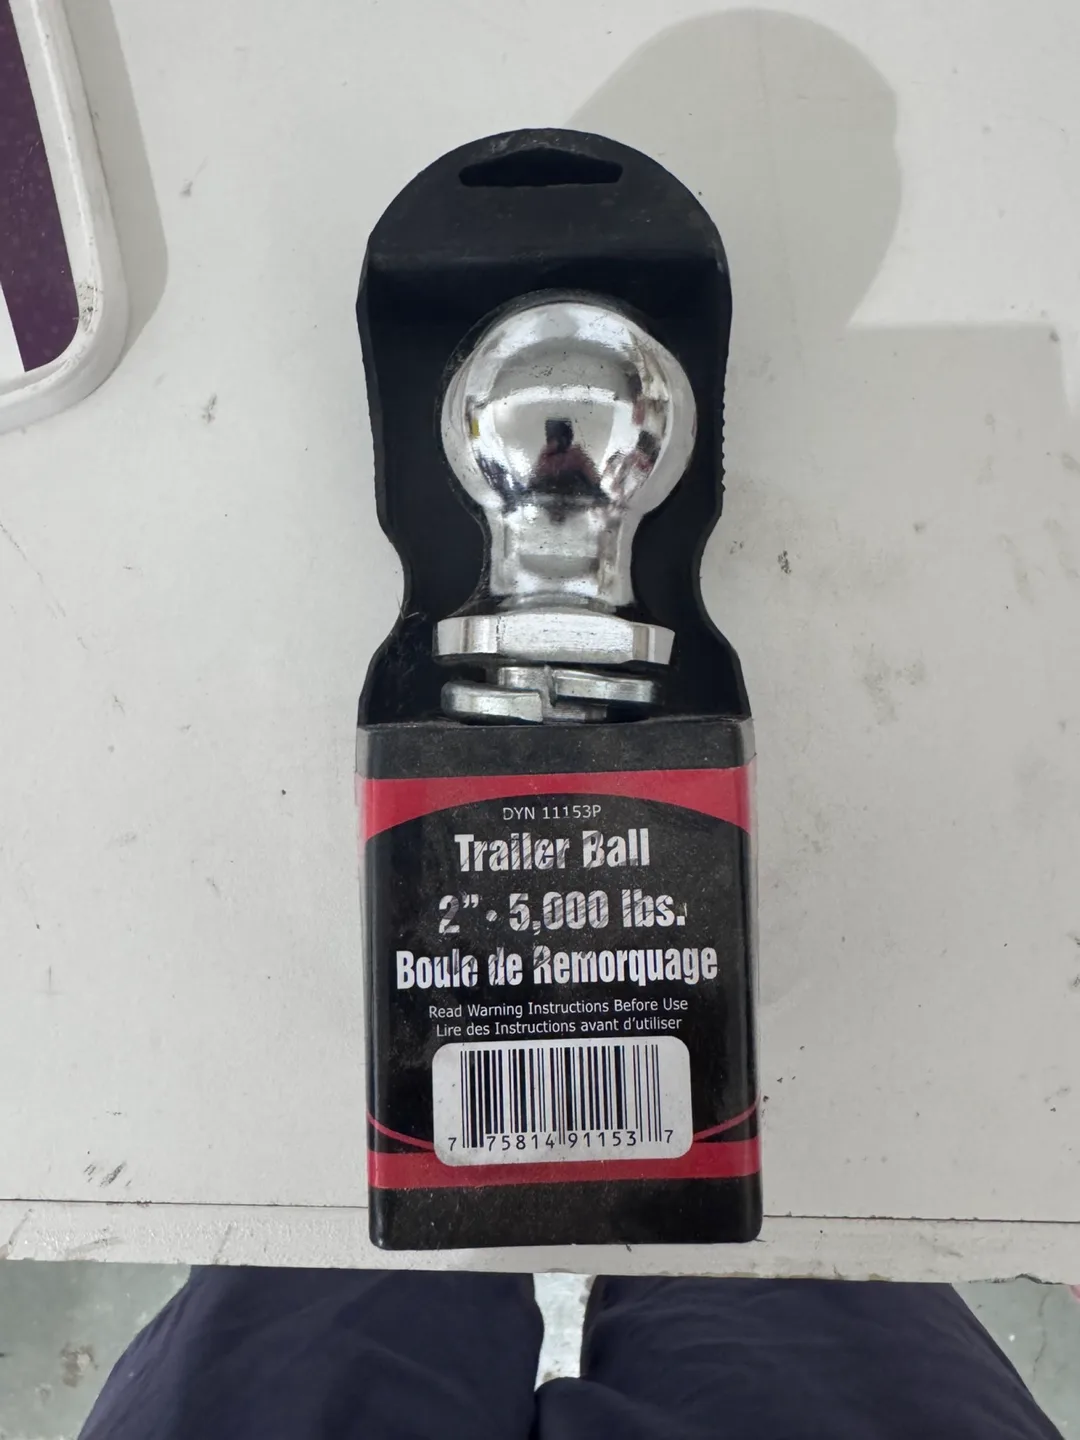 DYN 11153P
Trailer Ball
2” · 5,000 lbs.
Boule de Remorquage
Read Warning Instructions Before Use
Lire des Instructions avant d’utiliser
7 75814 91153 7